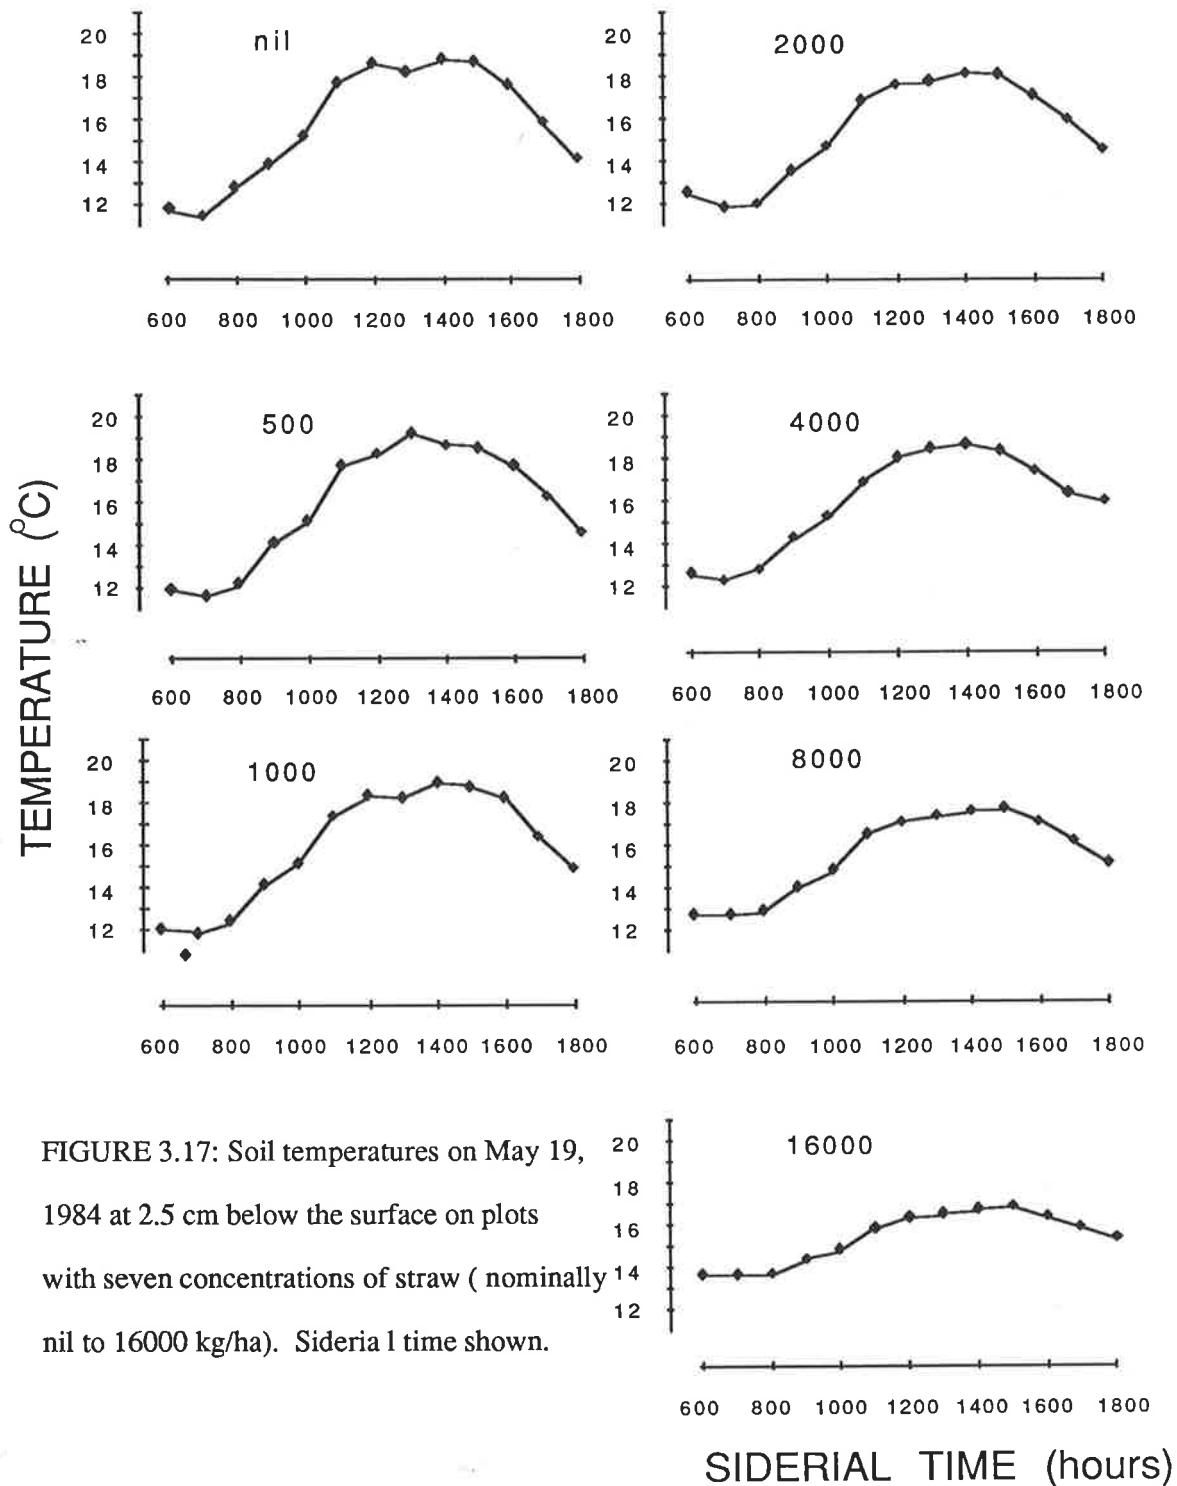 nil
20
18
16
14
12
600 800 1000 1200 1400 1600 1800
2000
20
18
16
14
12
600 800 1000 1200 1400 1600 1800
500
20
18
16
14
12
600 800 1000 1200 1400 1600 1800
4000
20
18
16
14
12
600 800 1000 1200 1400 1600 1800
TEMPERATURE (°C)
1000
20
18
16
14
12
600 800 1000 1200 1400 1600 1800
8000
20
18
16
14
12
600 800 1000 1200 1400 1600 1800
16000
20
18
16
14
12
600 800 1000 1200 1400 1600 1800
SIDERIAL TIME (hours)
FIGURE 3.17: Soil temperatures on May 19,
1984 at 2.5 cm below the surface on plots
with seven concentrations of straw ( nominally
nil to 16000 kg/ha). Sideria l time shown.